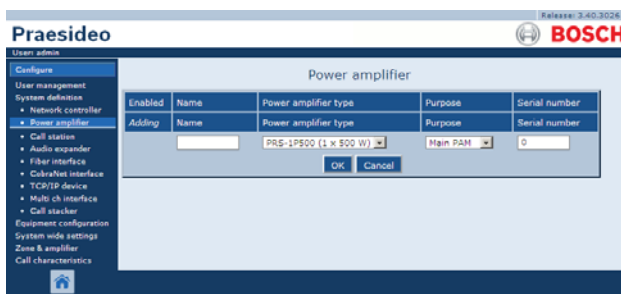 Release: 3.40.3026
Praesideo
BOSCH
User: admin
Configure
User management
System definition
• Network controller
• Power amplifier
• Call station
• Audio expander
• Fiber interface
• CobraNet interface
• TCP/IP device
• Multi ch interface
• Call stacker
Equipment configuration
System wide settings
Zone & amplifier
Call characteristics
Power amplifier
Enabled Name Power amplifier type Purpose Serial number
Adding Name Power amplifier type Purpose Serial number
PRS-1P500 (1 x 500 W) Main PAM 0
OK Cancel